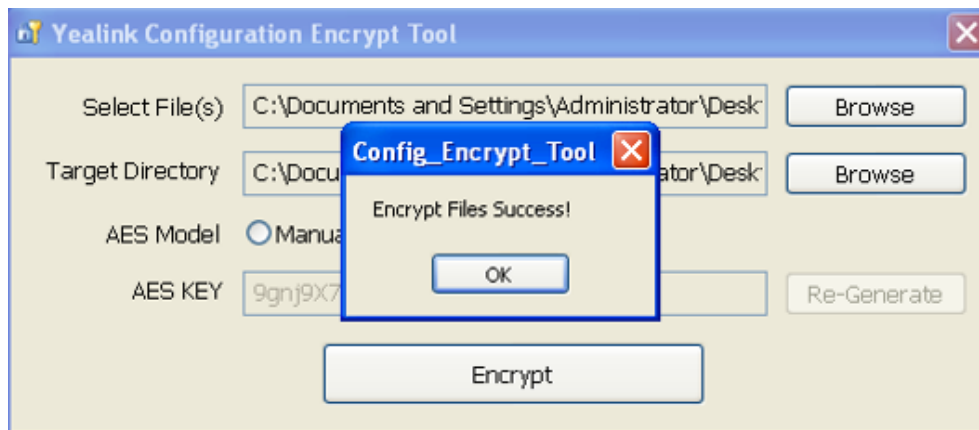 Yealink Configuration Encrypt Tool
Select File(s) C:\Documents and Settings\Administrator\Desk Browse
Config_Encrypt_Tool
Target Directory C:\Docu ator\Desk Browse
Encrypt Files Success!
AES Model Manua
OK
AES KEY 9gnj9X7 Re-Generate
Encrypt